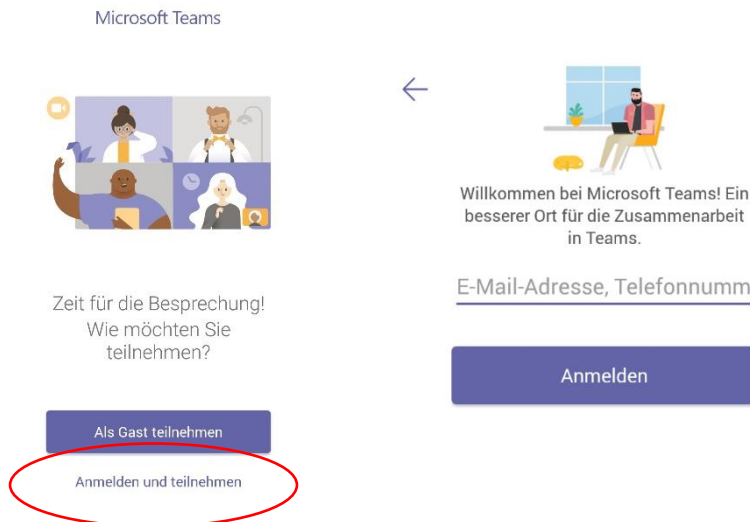 Microsoft Teams
Zeit für die Besprechung!
Wie möchten Sie
teilnehmen?
Als Gast teilnehmen
Anmelden und teilnehmen
Willkommen bei Microsoft Teams! Ein
besserer Ort für die Zusammenarbeit
in Teams.
E-Mail-Adresse, Telefonnumm
Anmelden